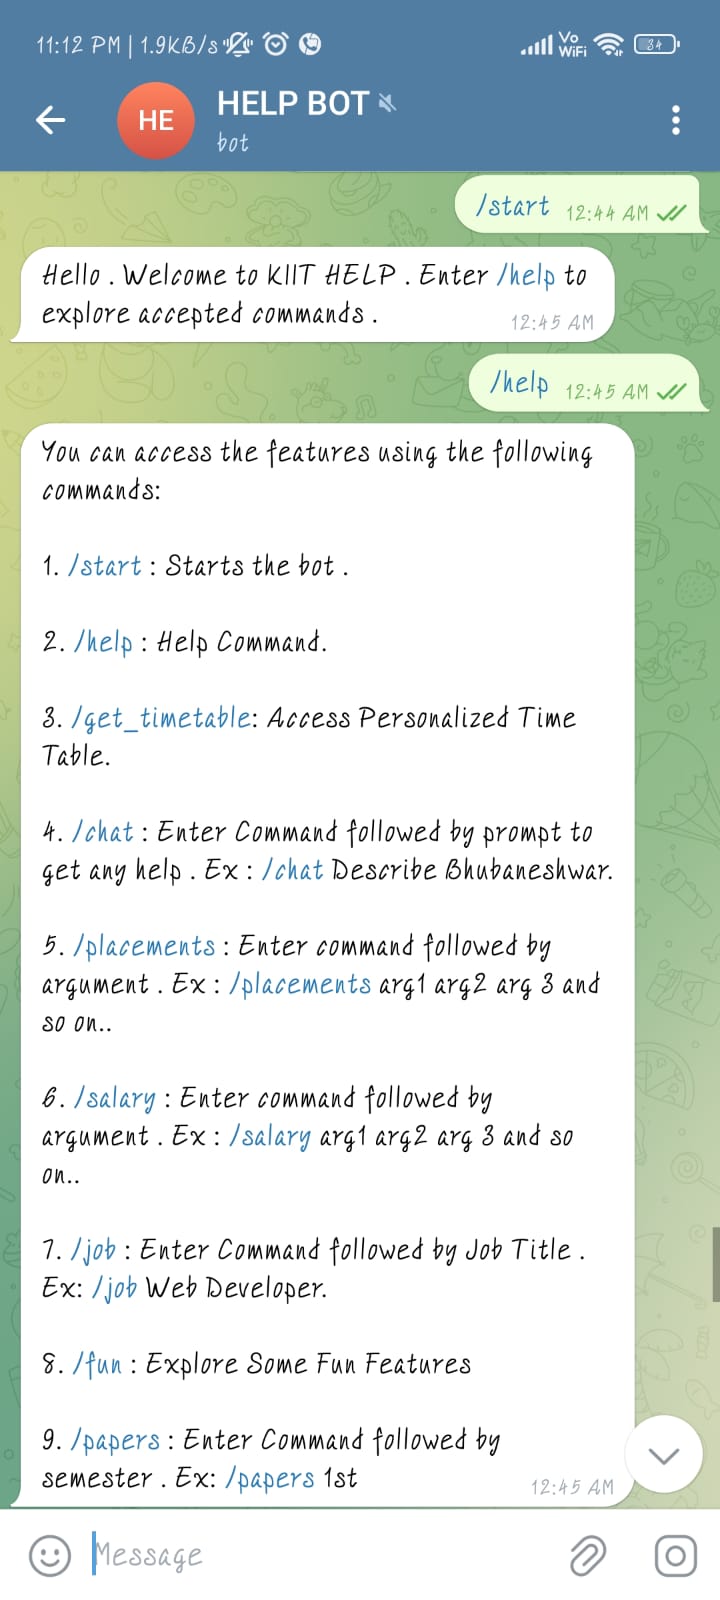 11:12 PM | 1.9KB/s
Vo
WiFi
34
HE
HELP BOT
bot
/start 12:44 AM
Hello . Welcome to KIIT HELP . Enter /help to
explore accepted commands .
12:45 AM
/help 12:45 AM
You can access the features using the following
commands:
1. /start : Starts the bot .
2. /help : Help Command.
3. /get_timetable: Access Personalized Time
Table.
4. /chat : Enter Command followed by prompt to
get any help . Ex : /chat Describe Bhubaneshwar.
5. /placements : Enter command followed by
argument . Ex : /placements arg1 arg2 arg 3 and
so on..
6. /salary : Enter command followed by
argument . Ex : /salary arg1 arg2 arg 3 and so
on..
7. /job : Enter Command followed by Job Title .
Ex: /job Web Developer.
8. /fun : Explore Some Fun Features
9. /papers : Enter Command followed by
semester . Ex: /papers 1st
12:45 AM
Message